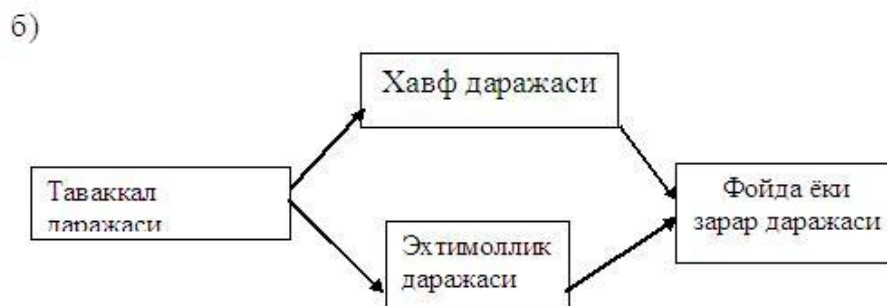 б)
Хавф даражаси
Таваккал
даражаси
Фойда ёки
зарар даражаси
Эхтимоллик
даражаси